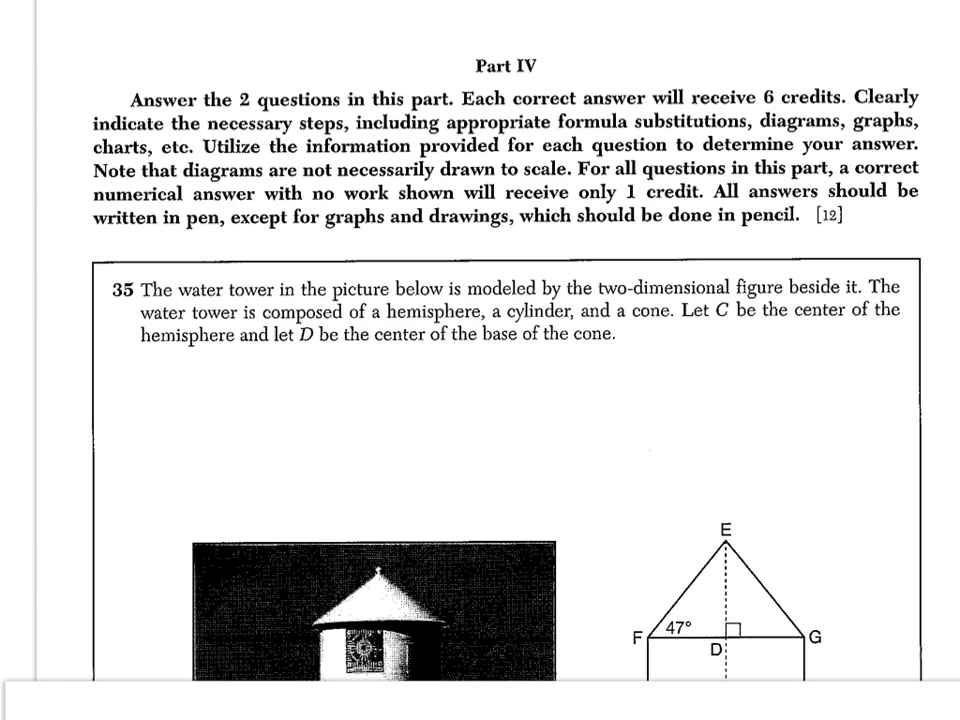 Part IV
Answer the 2 questions in this part. Each correct answer will receive 6 credits. Clearly
indicate the necessary steps, including appropriate formula substitutions, diagrams, graphs,
charts, etc. Utilize the information provided for each question to determine your answer.
Note that diagrams are not necessarily drawn to scale. For all questions in this part, a correct
numerical answer with no work shown will receive only 1 credit. All answers should be
written in pen, except for graphs and drawings, which should be done in pencil. [12]
35 The water tower in the picture below is modeled by the two-dimensional figure beside it. The
water tower is composed of a hemisphere, a cylinder, and a cone. Let C be the center of the
hemisphere and let D be the center of the base of the cone.
E
47°
F
G
D